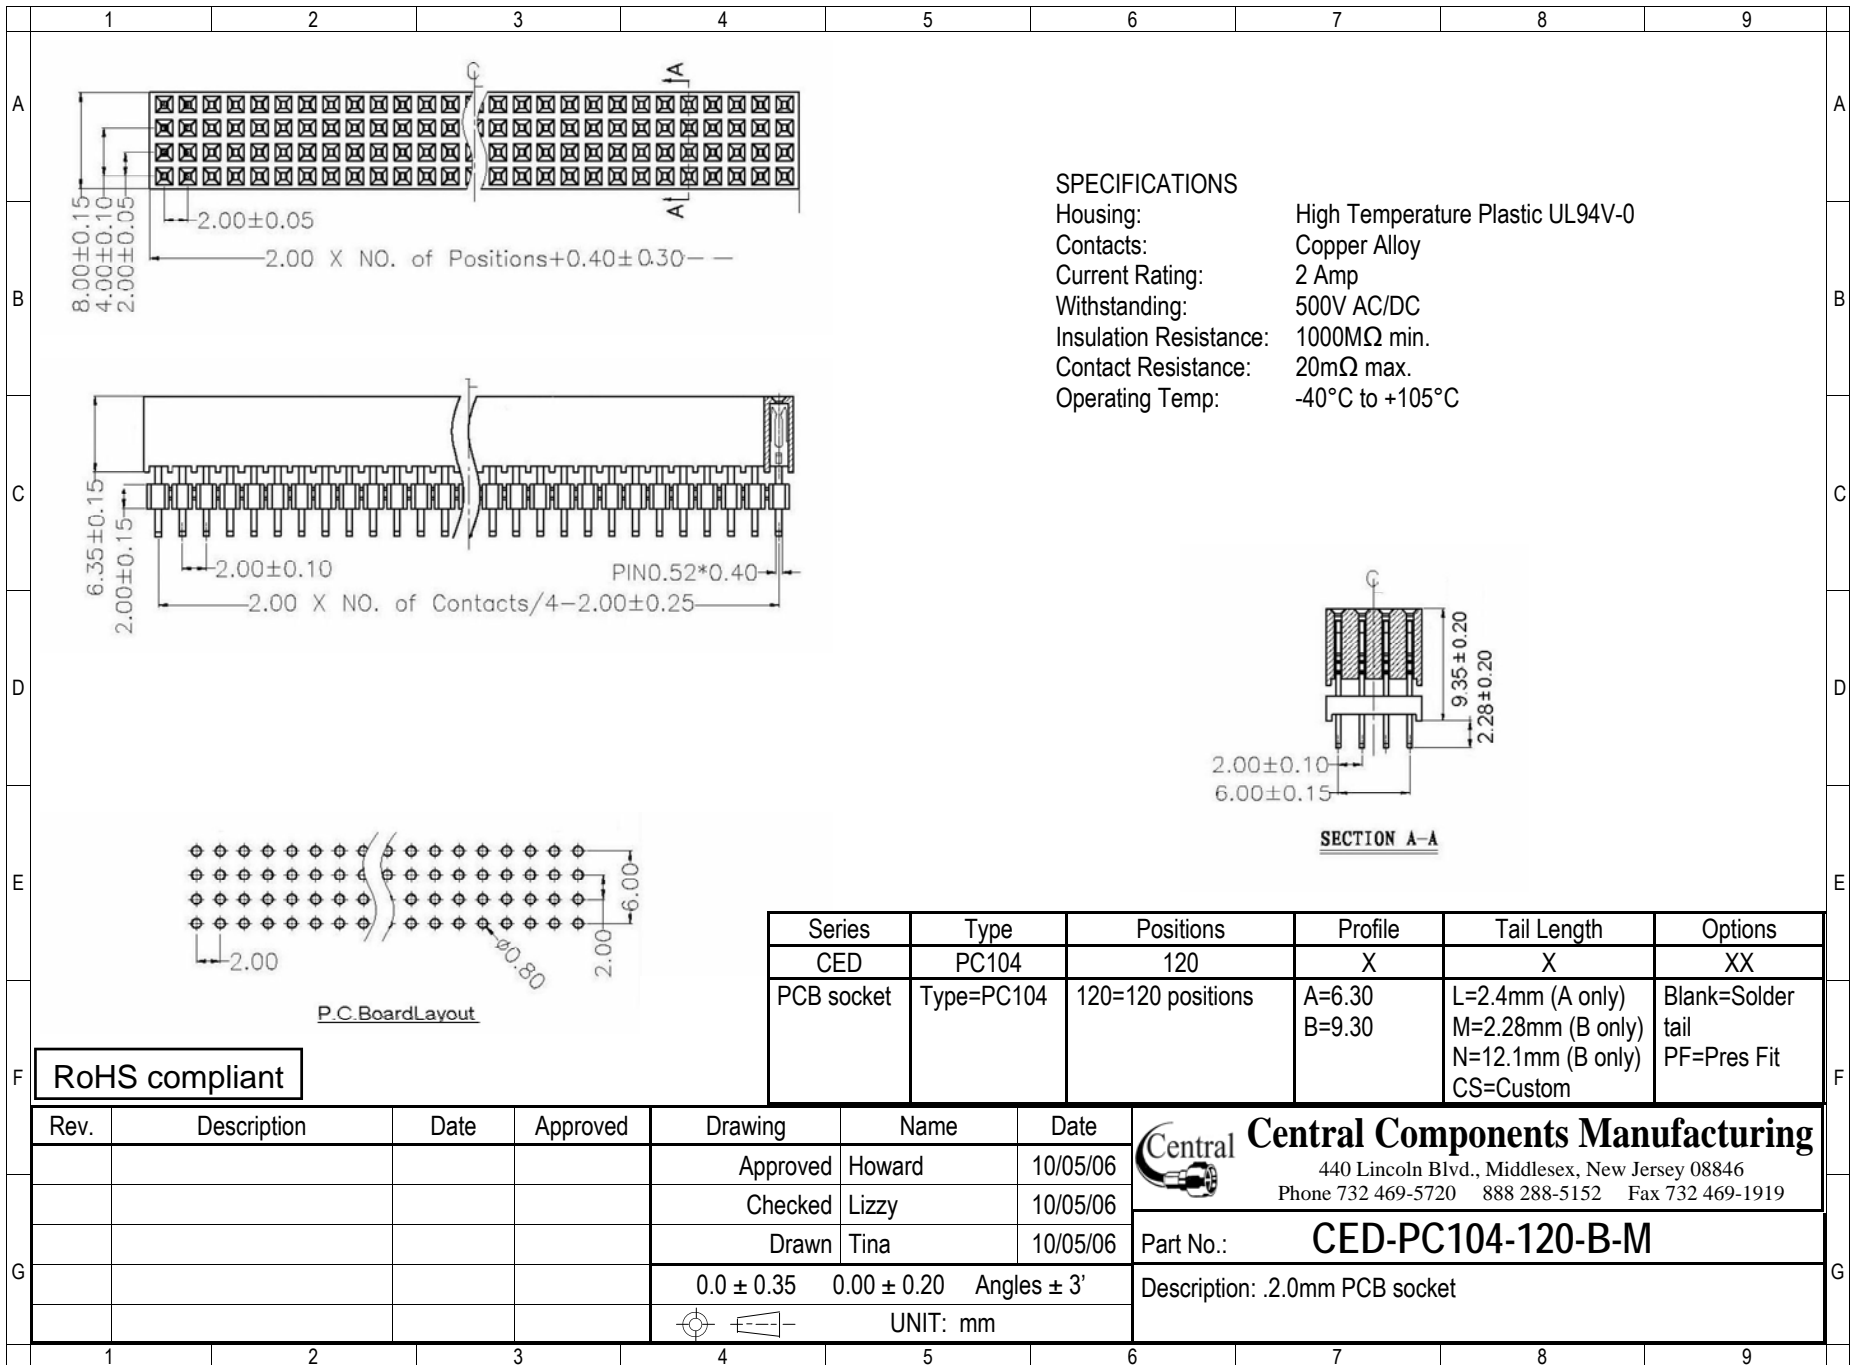 1 2 3 4 5 6 7 8 9
A A
B B
C C
D D
E E
F F
G G
A
A
8.00±0.15
4.00±0.10
2.00±0.05
2.00±0.05
2.00 X NO. of Positions+0.40±0.30
SPECIFICATIONS
Housing: High Temperature Plastic UL94V-0
Contacts: Copper Alloy
Current Rating: 2 Amp
Withstanding: 500V AC/DC
Insulation Resistance: 1000MΩ min.
Contact Resistance: 20mΩ max.
Operating Temp: -40°C to +105°C
6.35±0.15
2.00±0.15
2.00±0.10
PIN0.52*0.40
2.00 X NO. of Contacts/4-2.00±0.25
9.35±0.20
2.28±0.20
2.00±0.10
6.00±0.15
SECTION A-A
6.00
2.00
2.00
ø0.80
P.C.BoardLayout
Series Type Positions Profile Tail Length Options
CED PC104 120 X X XX
PCB socket Type=PC104 120=120 positions A=6.30 L=2.4mm (A only) Blank=Solder
B=9.30 M=2.28mm (B only) tail
N=12.1mm (B only) PF=Pres Fit
CS=Custom
RoHS compliant
Rev. Description Date Approved Drawing Name Date
Approved Howard 10/05/06
Checked Lizzy 10/05/06
Drawn Tina 10/05/06
0.0 ± 0.35 0.00 ± 0.20 Angles ± 3’
UNIT: mm
Central
Central Components Manufacturing
440 Lincoln Blvd., Middlesex, New Jersey 08846
Phone 732 469-5720 888 288-5152 Fax 732 469-1919
Part No.: CED-PC104-120-B-M
Description: .2.0mm PCB socket
1 2 3 4 5 6 7 8 9